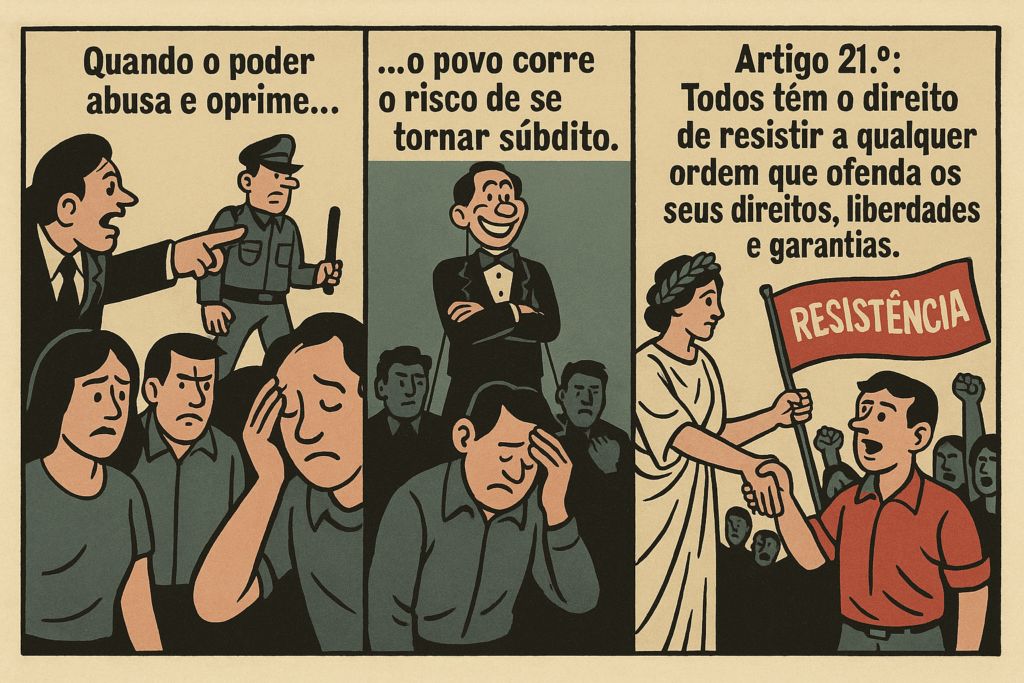 Quando o poder
abusa e oprime...
...o povo corre
o risco de se
tornar súbdito.
Artigo 21.º:
Todos têm o direito
de resistir a qualquer
ordem que ofenda os
seus direitos, liberdades
e garantias.
RESISTÊNCIA